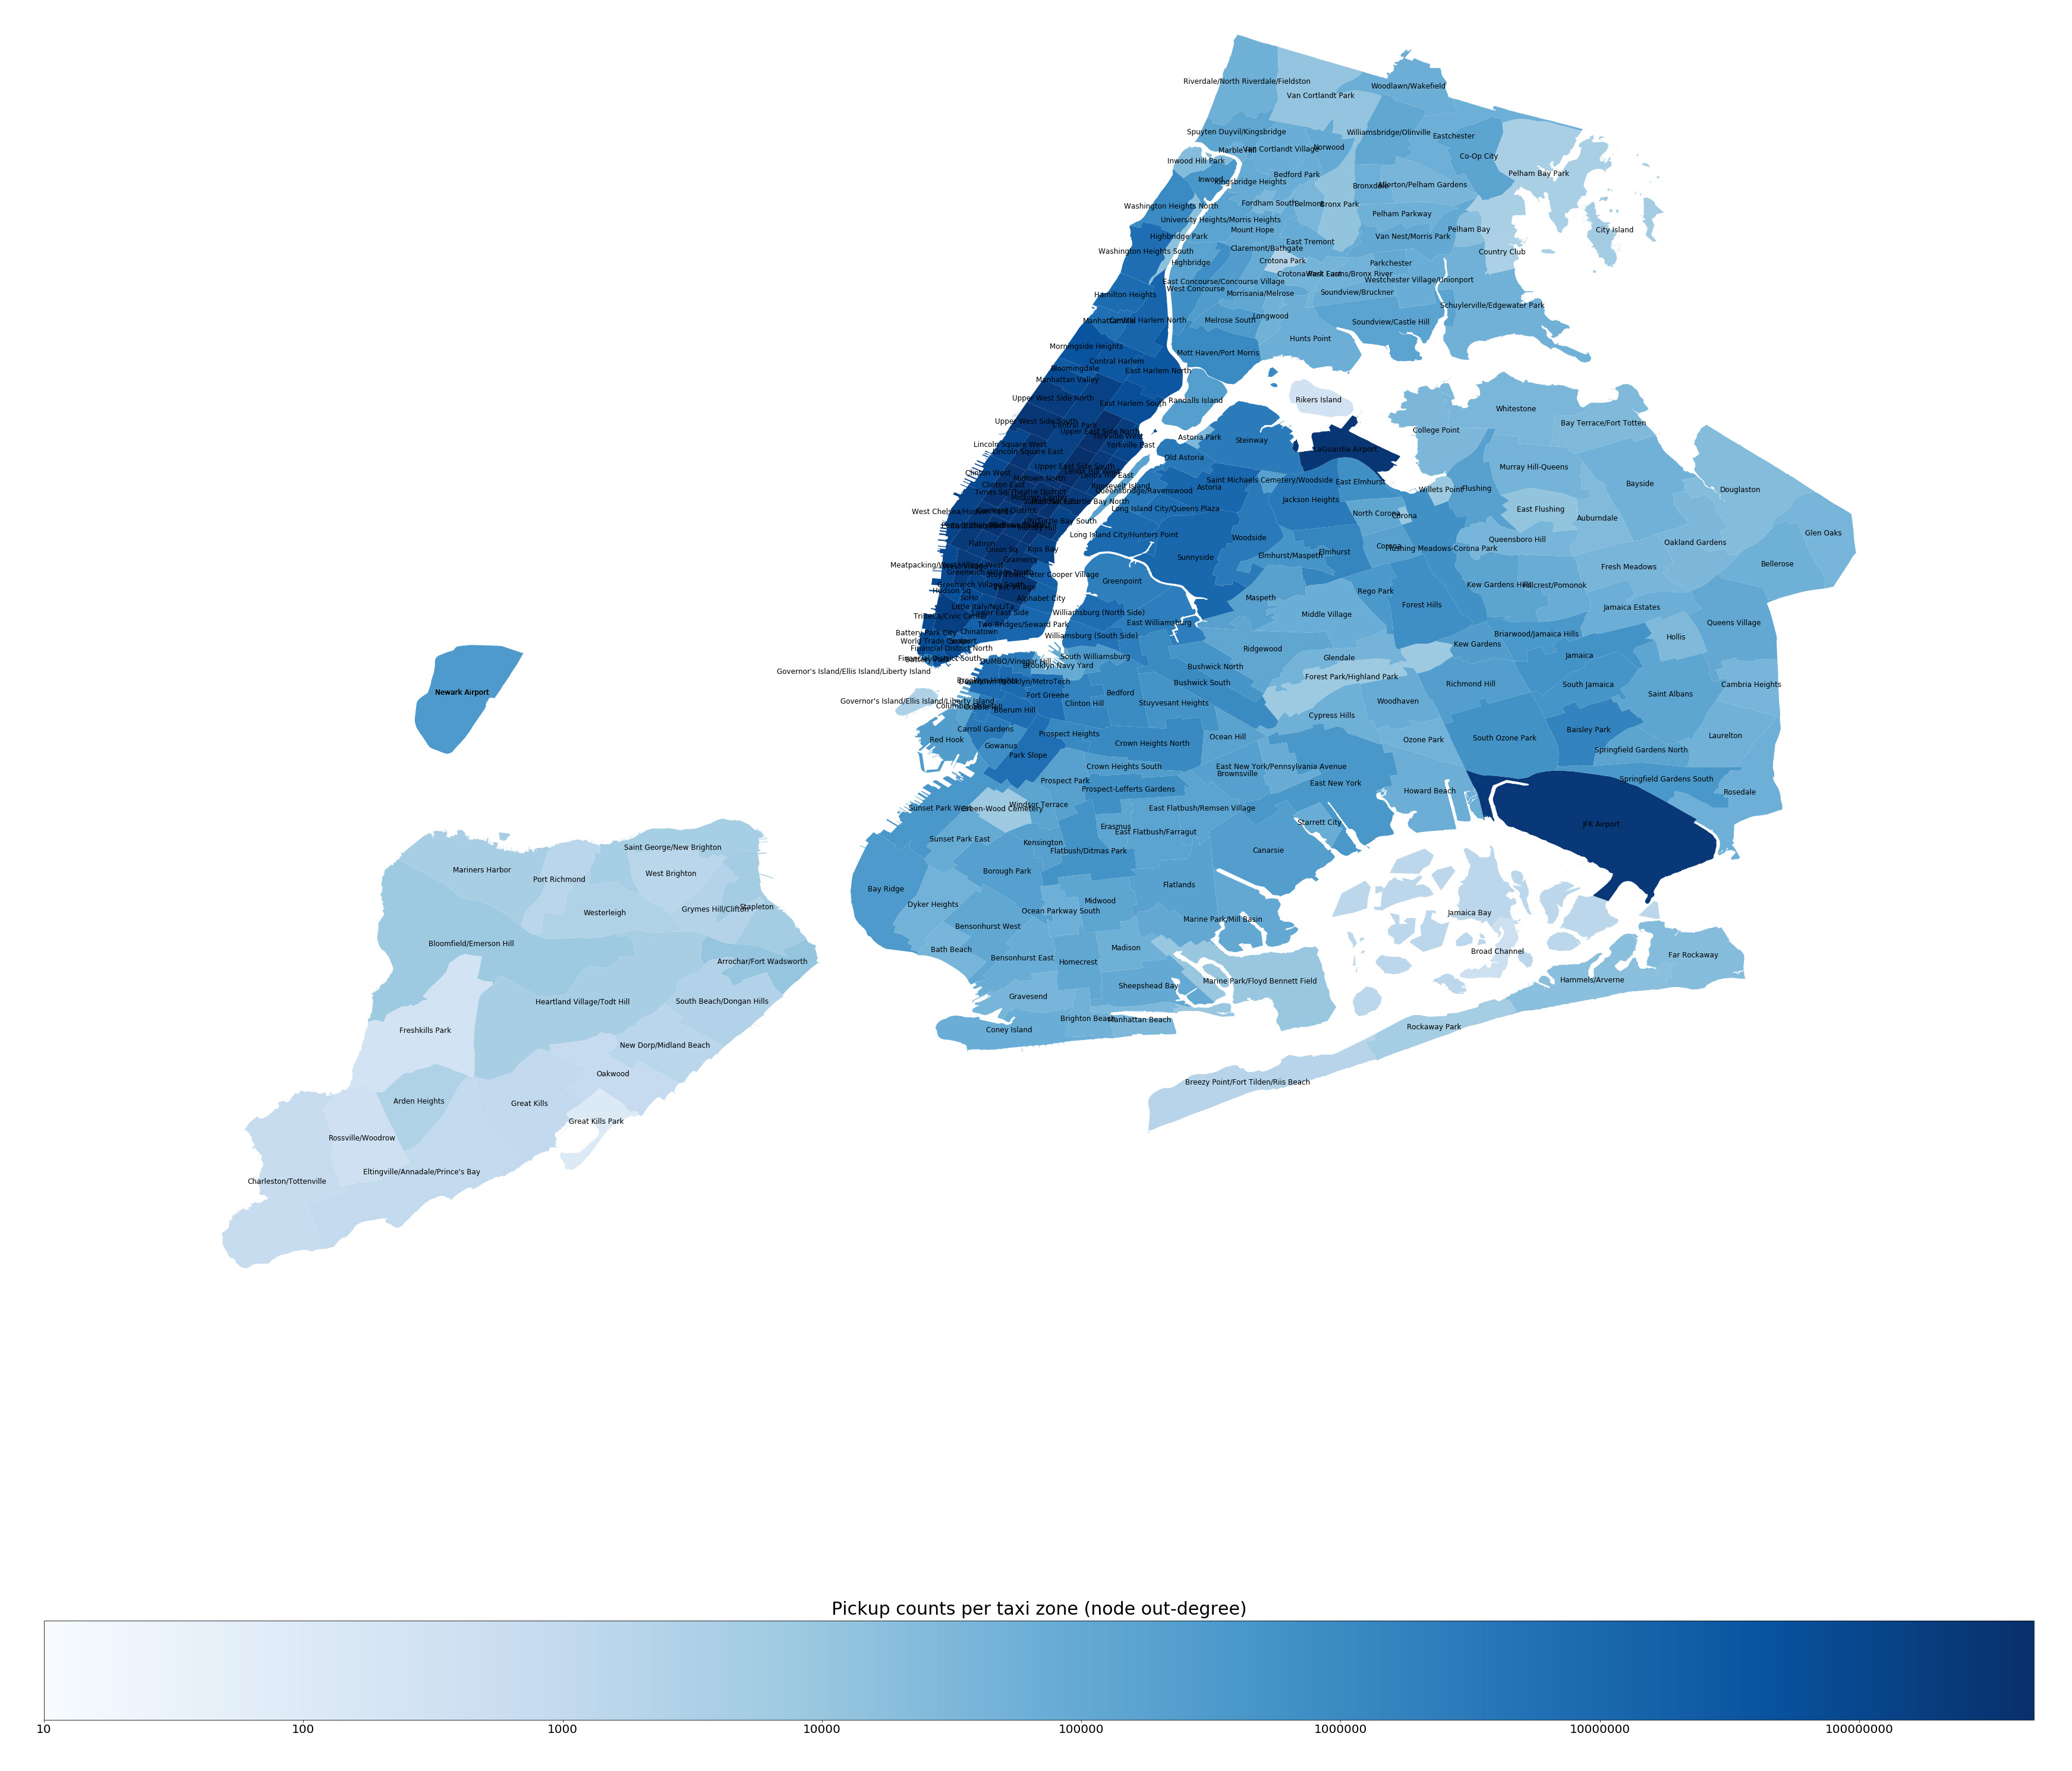 Riverdale/North Riverdale/Fieldston
Woodlawn/Wakefield
Van Cortlandt Park
Spuyten Duyvil/Kingsbridge
Williamsbridge/Olinville
Eastchester
Marble Hill
Van Cortlandt Village
Norwood
Co-Op City
Inwood Hill Park
Bedford Park
Pelham Bay Park
Inwood
Kingsbridge Heights
Bronxdale
Allerton/Pelham Gardens
Washington Heights North
Fordham South
Belmont
Bronx Park
Pelham Parkway
University Heights/Morris Heights
Mount Hope
Pelham Bay
City Island
Highbridge Park
East Tremont
Van Nest/Morris Park
Washington Heights South
Claremont/Bathgate
Country Club
Highbridge
Crotona Park
Parkchester
Crotona Park East
West Farms/Bronx River
East Concourse/Concourse Village
Westchester Village/Unionport
West Concourse
Hamilton Heights
Morrisania/Melrose
Soundview/Bruckner
Schuylerville/Edgewater Park
Manhattanville
Central Harlem North
Melrose South
Longwood
Soundview/Castle Hill
Hunts Point
Morningside Heights
Mott Haven/Port Morris
Central Harlem
Bloomingdale
East Harlem North
Manhattan Valley
Upper West Side North
East Harlem South
Randalls Island
Rikers Island
Whitestone
Upper West Side South
Central Park
Bay Terrace/Fort Totten
Upper East Side North
Yorkville West
College Point
Lincoln Square West
Yorkville East
Astoria Park
Steinway
LaGuardia Airport
Lincoln Square East
Old Astoria
Upper East Side South
Murray Hill-Queens
Clinton West
Lenox Hill West
Lenox Hill East
Midtown North
Saint Michaels Cemetery/Woodside
East Elmhurst
Clinton East
Roosevelt Island
Astoria
Bayside
Times Sq/Theatre District
Queensbridge/Ravenswood
Willets Point
Flushing
Douglaston
Jackson Heights
Long Island City/Queens Plaza
East Flushing
Garment District
North Corona
Corona
Auburndale
UN/Turtle Bay South
Murray Hill
Glen Oaks
Long Island City/Hunters Point
Woodside
Queensboro Hill
Oakland Gardens
Flatiron
Union Sq
Kips Bay
Elmhurst
Elmhurst/Maspeth
Corona
Flushing Meadows-Corona Park
Gramercy
Sunnyside
Bellerose
Fresh Meadows
Greenwich Village North
Greenpoint
Kew Gardens Hills
Hillcrest/Pomonok
Greenwich Village South
East Village
Rego Park
Hudson Sq
SoHo
Alphabet City
Maspeth
Forest Hills
Jamaica Estates
Little Italy/NoLiTa
Lower East Side
Williamsburg (North Side)
Middle Village
TriBeCa/Civic Center
Two Bridges/Seward Park
East Williamsburg
Queens Village
Battery Park City
Chinatown
Williamsburg (South Side)
Briarwood/Jamaica Hills
Hollis
World Trade Center
Seaport
Kew Gardens
Financial District North
Ridgewood
Jamaica
Financial District South
South Williamsburg
Glendale
DUMBO/Vinegar Hill
Brooklyn Navy Yard
Bushwick North
Governor's Island/Ellis Island/Liberty Island
Forest Park/Highland Park
Brooklyn Heights
Downtown Brooklyn/MetroTech
Bushwick South
Richmond Hill
South Jamaica
Cambria Heights
Newark Airport
Fort Greene
Bedford
Saint Albans
Governor's Island/Ellis Island/Liberty Island
Clinton Hill
Stuyvesant Heights
Woodhaven
Boerum Hill
Cypress Hills
Carroll Gardens
Prospect Heights
Baisley Park
Red Hook
Gowanus
Crown Heights North
Ocean Hill
Ozone Park
South Ozone Park
Laurelton
Park Slope
Springfield Gardens North
Crown Heights South
East New York/Pennsylvania Avenue
Prospect Park
Brownsville
Springfield Gardens South
East New York
Prospect-Lefferts Gardens
Howard Beach
Rosedale
Sunset Park West
Green-Wood Cemetery
Windsor Terrace
East Flatbush/Remsen Village
Starrett City
JFK Airport
Erasmus
East Flatbush/Farragut
Sunset Park East
Kensington
Saint George/New Brighton
Flatbush/Ditmas Park
Canarsie
Mariners Harbor
Borough Park
West Brighton
Port Richmond
Bay Ridge
Flatlands
Midwood
Dyker Heights
Grymes Hill/Clifton
Stapleton
Westerleigh
Ocean Parkway South
Jamaica Bay
Marine Park/Mill Basin
Bensonhurst West
Bloomfield/Emerson Hill
Bath Beach
Madison
Broad Channel
Far Rockaway
Bensonhurst East
Arrochar/Fort Wadsworth
Homecrest
Marine Park/Floyd Bennett Field
Hammels/Arverne
Sheepshead Bay
Gravesend
Heartland Village/Todt Hill
South Beach/Dongan Hills
Brighton Beach
Manhattan Beach
Coney Island
Rockaway Park
Freshkills Park
New Dorp/Midland Beach
Oakwood
Breezy Point/Fort Tilden/Riis Beach
Arden Heights
Great Kills
Great Kills Park
Rossville/Woodrow
Eltingville/Annadale/Prince's Bay
Charleston/Tottenville
Pickup counts per taxi zone (node out-degree)
10
100
1000
10000
100000
1000000
10000000
100000000